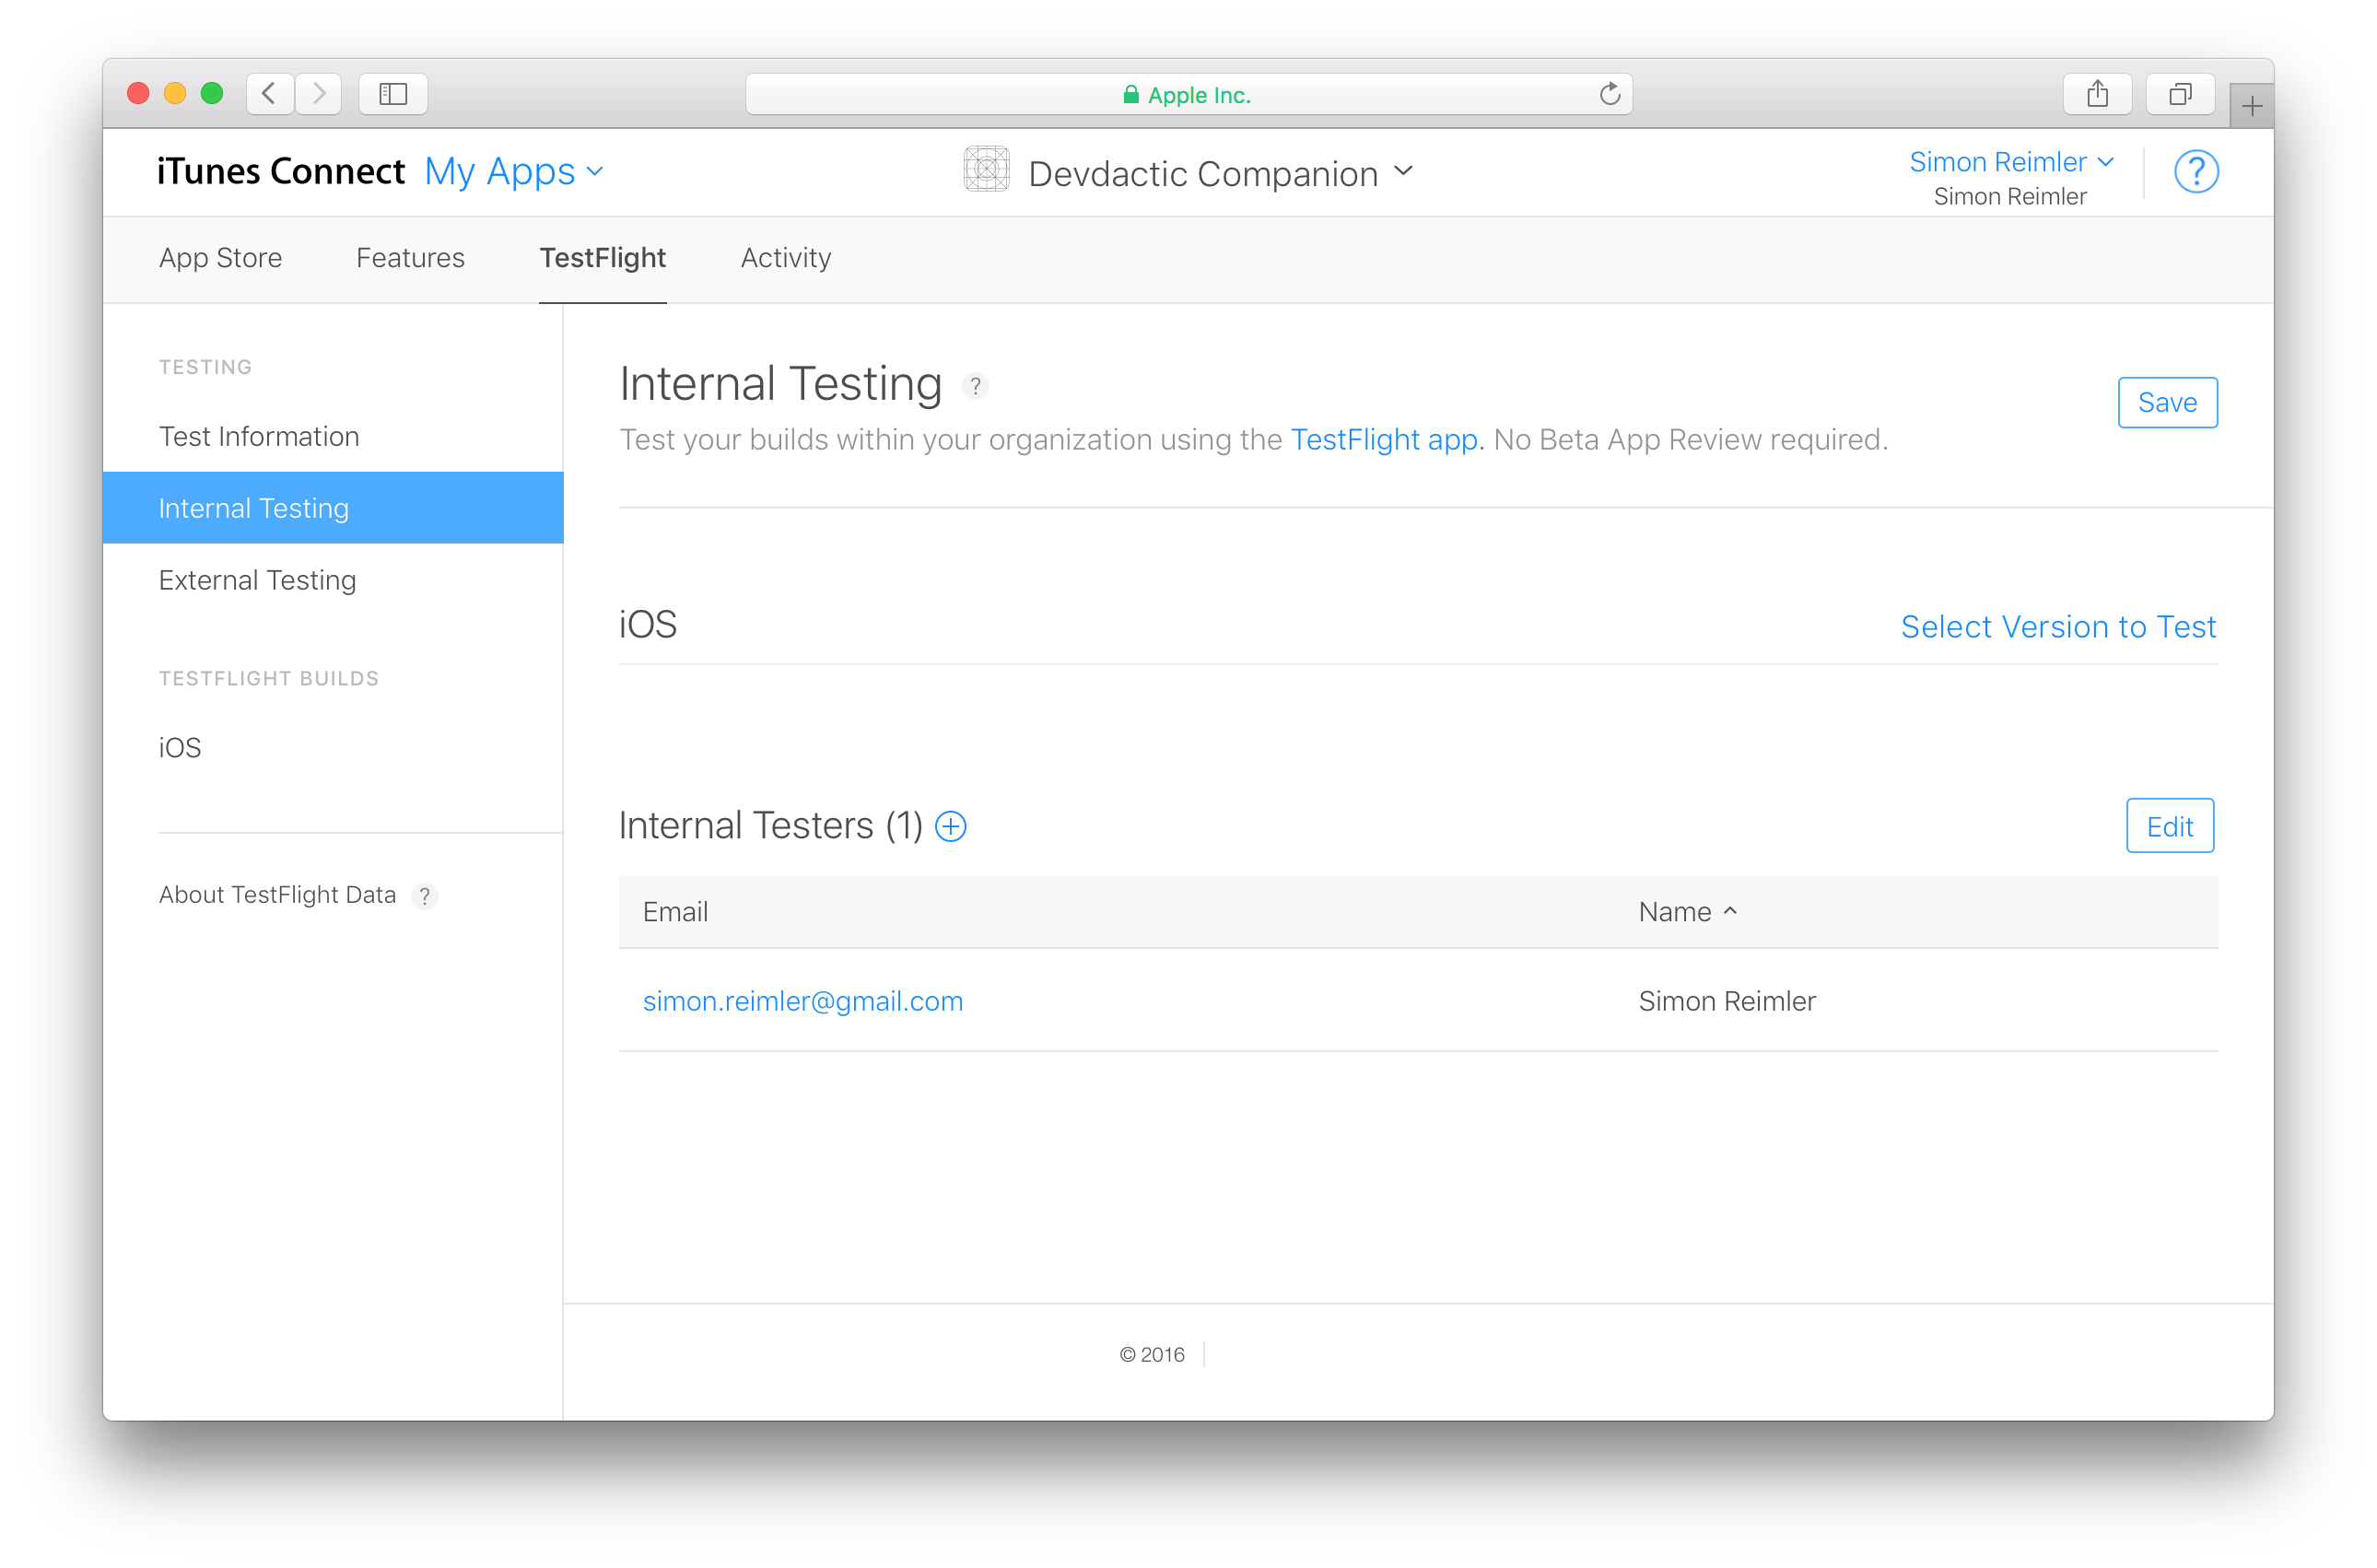 Apple Inc.
iTunes Connect My Apps
Devdactic Companion
Simon Reimler
Simon Reimler
?
App Store Features TestFlight Activity
TESTING
Test Information
Internal Testing
External Testing
TESTFLIGHT BUILDS
iOS
About TestFlight Data ?
Internal Testing ?
Save
Test your builds within your organization using the TestFlight app. No Beta App Review required.
iOS Select Version to Test
Internal Testers (1)
Edit
Email Name
simon.reimler@gmail.com Simon Reimler
© 2016